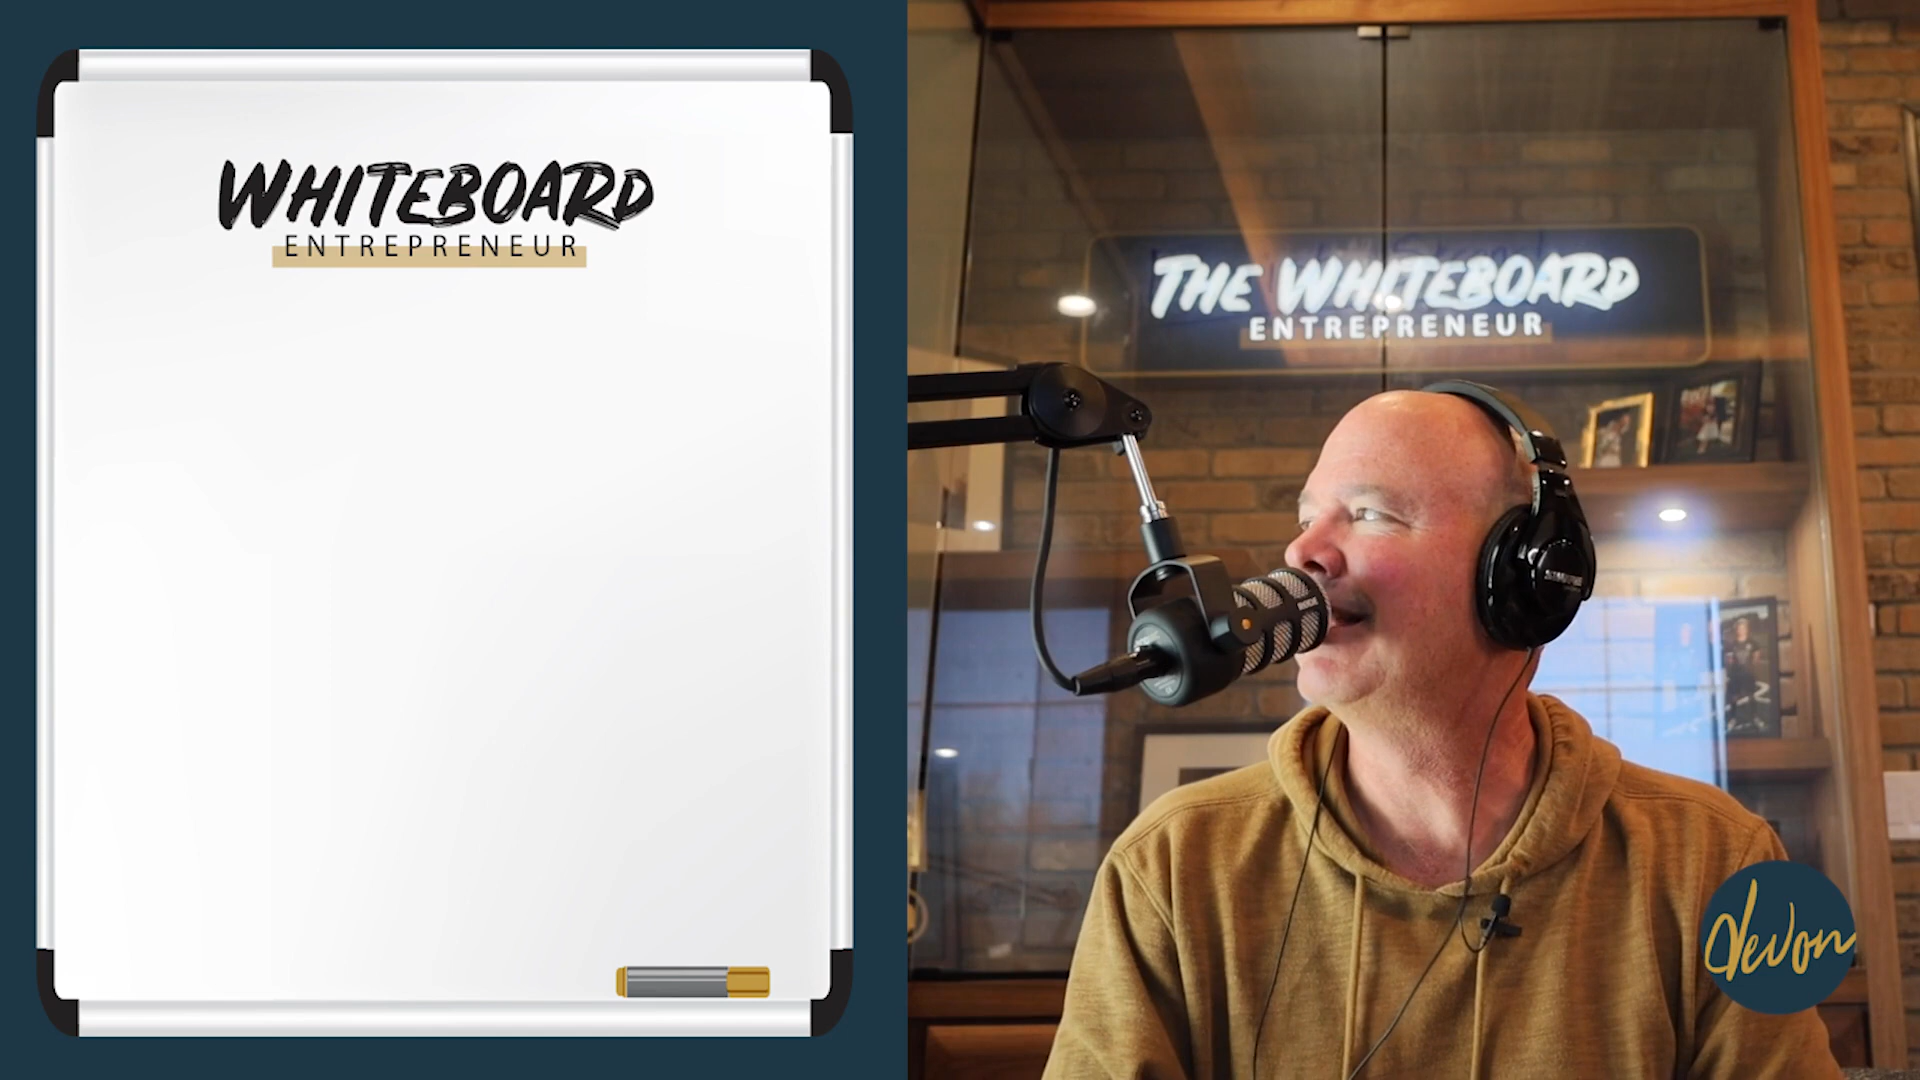 WHITEBOARD
ENTREPRENEUR
THE WHITEBOARD
ENTREPRENEUR
devon